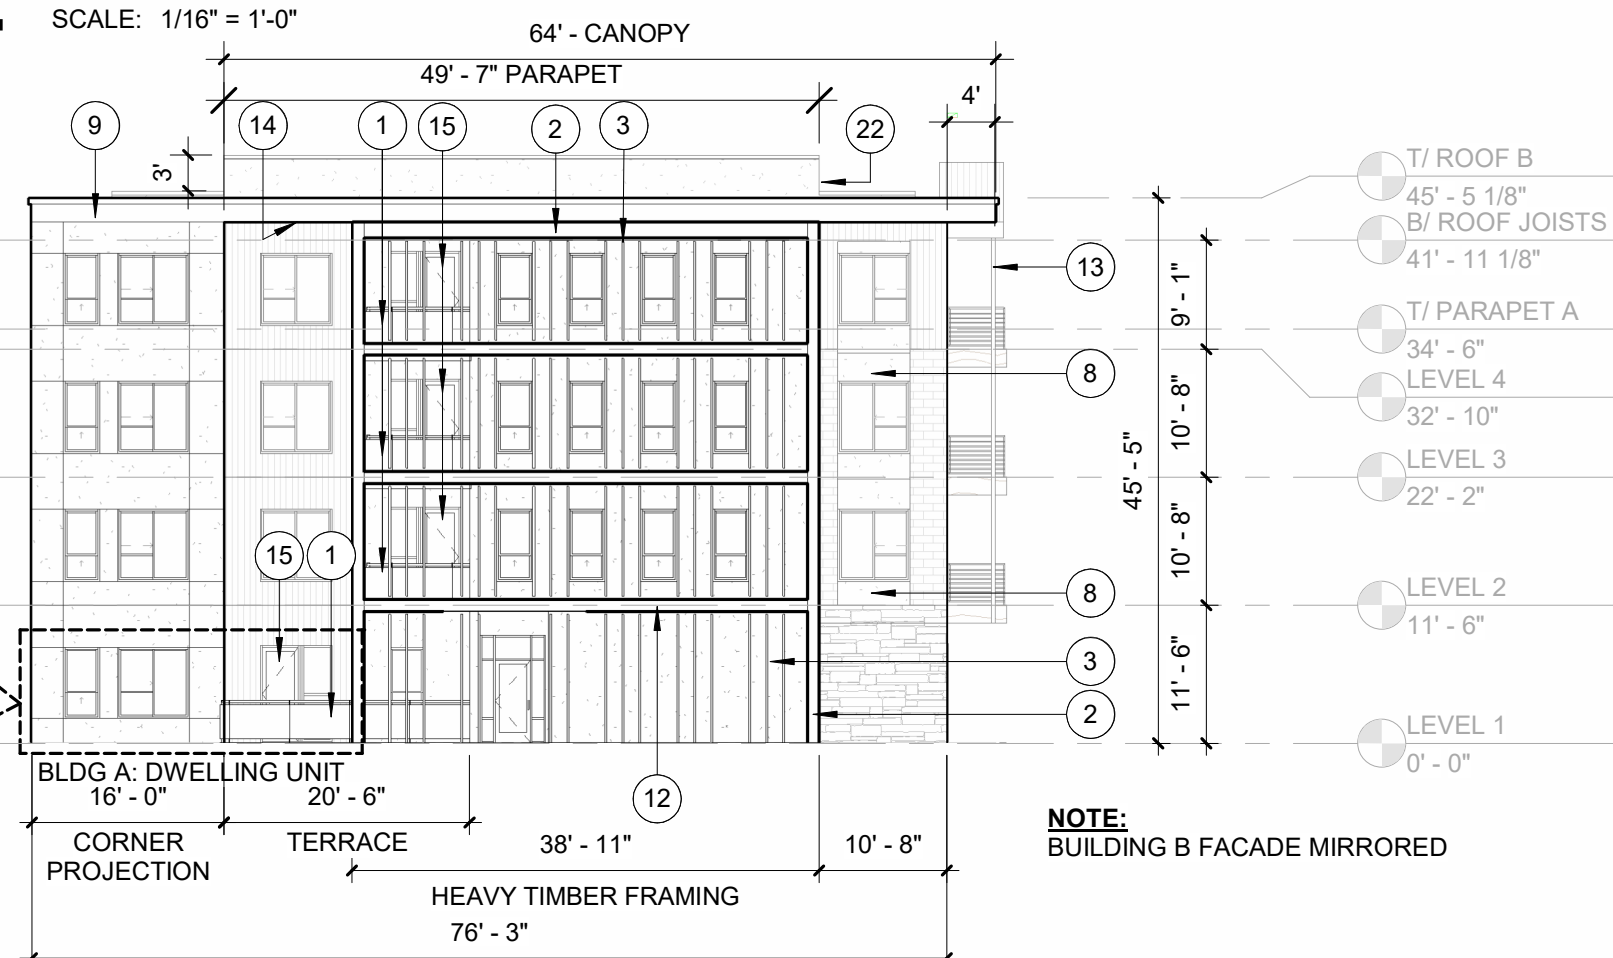 SCALE: 1/16" = 1'-0"
64' - CANOPY
49' - 7" PARAPET
4'
9
14
1
15
2
3
22
3'
T/ ROOF B
45' - 5 1/8"
B/ ROOF JOISTS
41' - 11 1/8"
13
9' - 1"
T/ PARAPET A
34' - 6"
8
LEVEL 4
32' - 10"
10' - 8"
45' - 5"
LEVEL 3
22' - 2"
15
1
10' - 8"
8
LEVEL 2
11' - 6"
3
11' - 6"
2
LEVEL 1
0' - 0"
BLDG A: DWELLING UNIT
16' - 0"
20' - 6"
12
CORNER
PROJECTION
TERRACE
38' - 11"
10' - 8"
HEAVY TIMBER FRAMING
76' - 3"
NOTE:
BUILDING B FACADE MIRRORED